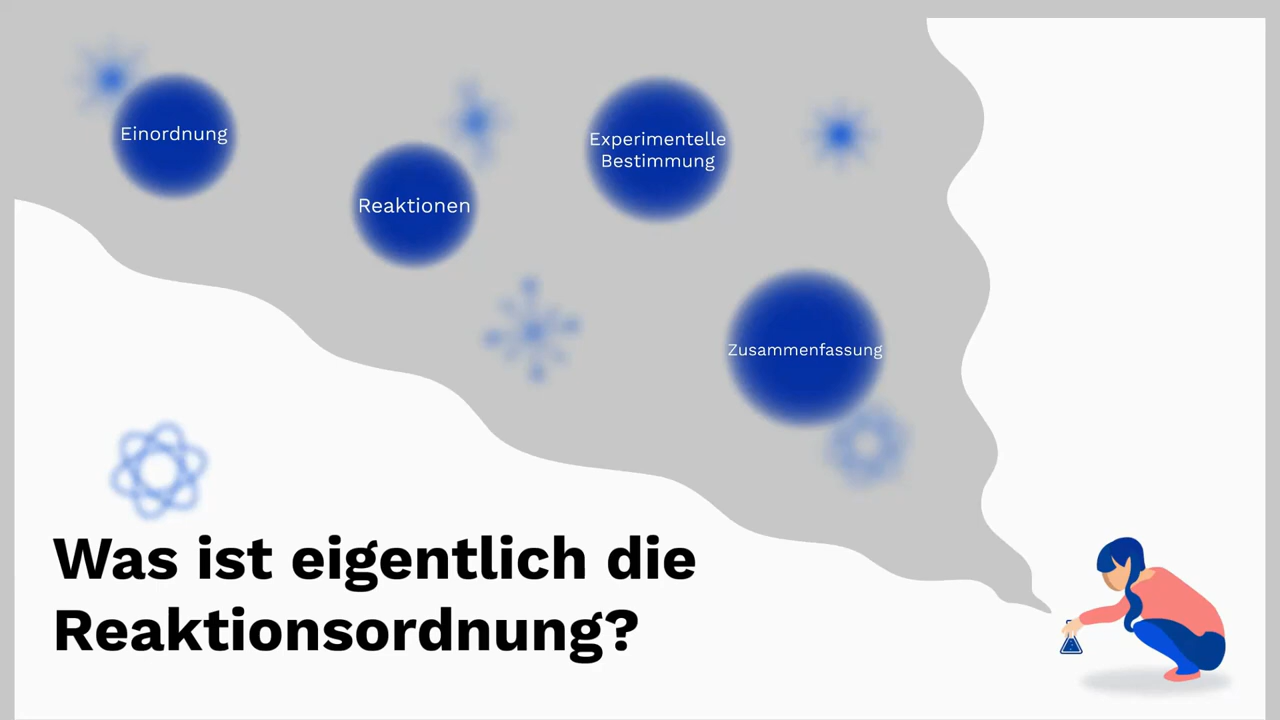 Einordnung
Reaktionen
Experimentelle
Bestimmung
Zusammenfassung
Was ist eigentlich die
Reaktionsordnung?